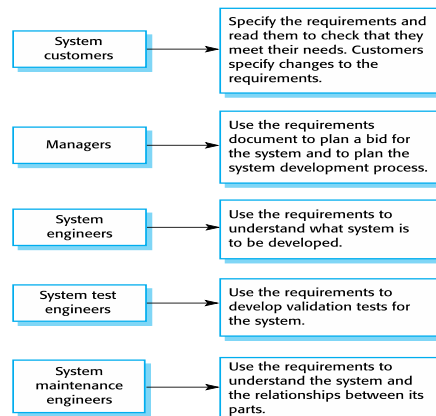 System
customers
Specify the requirements and
read them to check that they
meet their needs. Customers
specify changes to the
requirements.
Managers
Use the requirements
document to plan a bid for
the system and to plan the
system development process.
System
engineers
Use the requirements to
understand what system is
to be developed.
System test
engineers
Use the requirements to
develop validation tests for
the system.
System
maintenance
engineers
Use the requirements to
understand the system and
the relationships between its
parts.